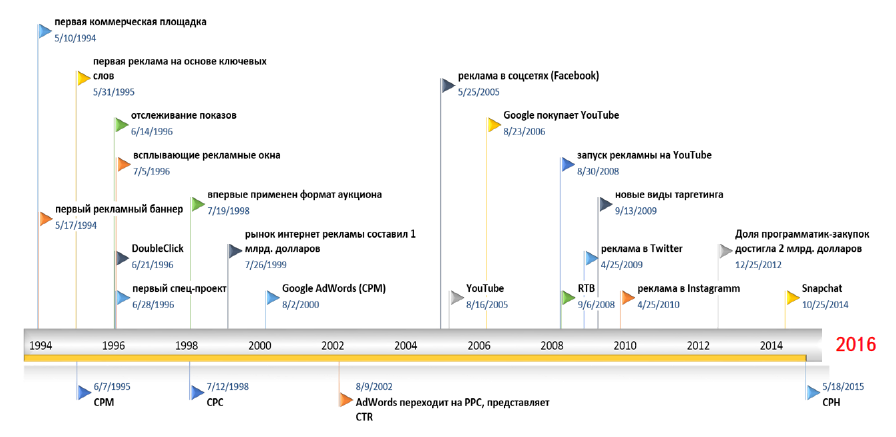 первая коммерческая площадка
5/10/1994
первая реклама на основе ключевых
слов
5/31/1995
реклама в соцсетях (Facebook)
5/25/2005
отслеживание показов
6/14/1996
Google покупает YouTube
8/23/2006
всплывающие рекламные окна
7/5/1996
запуск рекламны на YouTube
8/30/2008
впервые применен формат аукциона
7/19/1998
новые виды таргетинга
9/13/2009
первый рекламный баннер
5/17/1994
рынок интернет рекламы составил 1
млрд. долларов
7/26/1999
Доля программатик-закупок
достигла 2 млрд. долларов
12/25/2012
DoubleClick
6/21/1996
реклама в Twitter
4/25/2009
первый спец-проект
6/28/1996
Google AdWords (CPM)
8/2/2000
YouTube
8/16/2005
RTB
9/6/2008
реклама в Instagramm
4/25/2010
Snapchat
10/25/2014
1994 1996 1998 2000 2002 2004 2006 2008 2010 2012 2014 2016
6/7/1995
CPM
7/12/1998
CPC
8/9/2002
AdWords переходит на PPC, представляет
CTR
5/18/2015
CPH